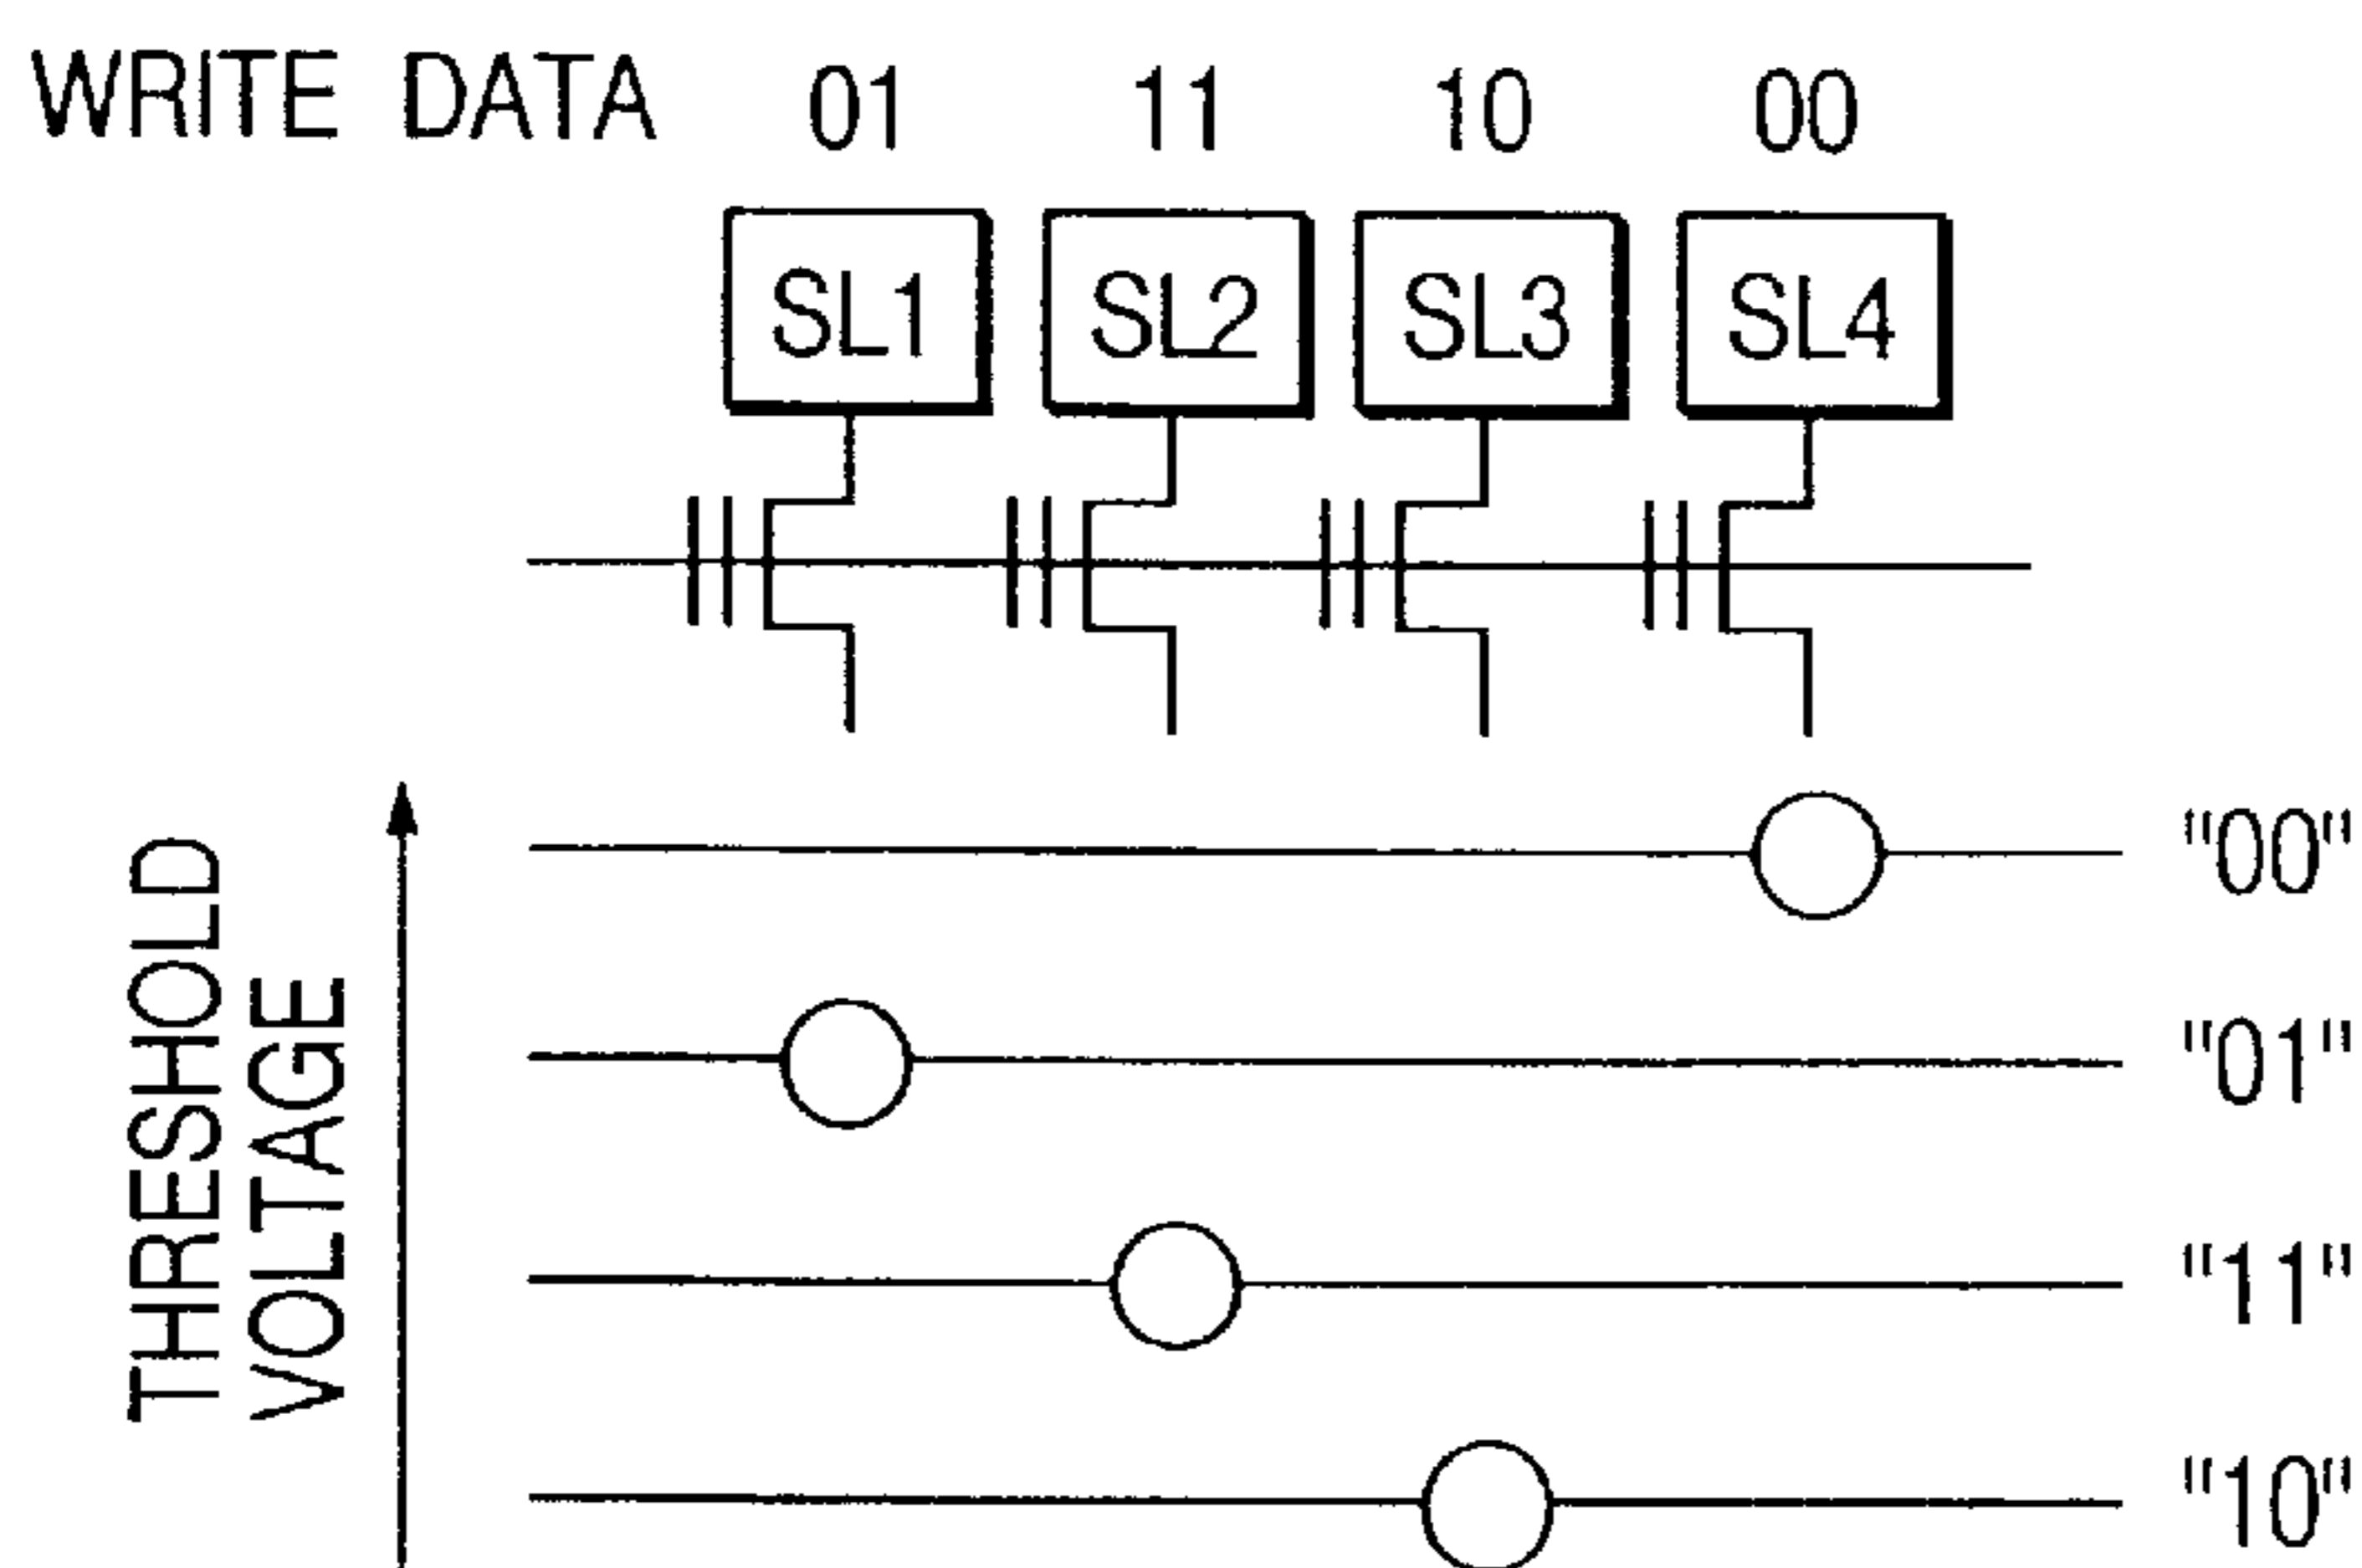 WRITE DATA 01 11 10 00
SL1 SL2 SL3 SL4
THRESHOLD
VOLTAGE
"00"
"01"
"11"
"10"